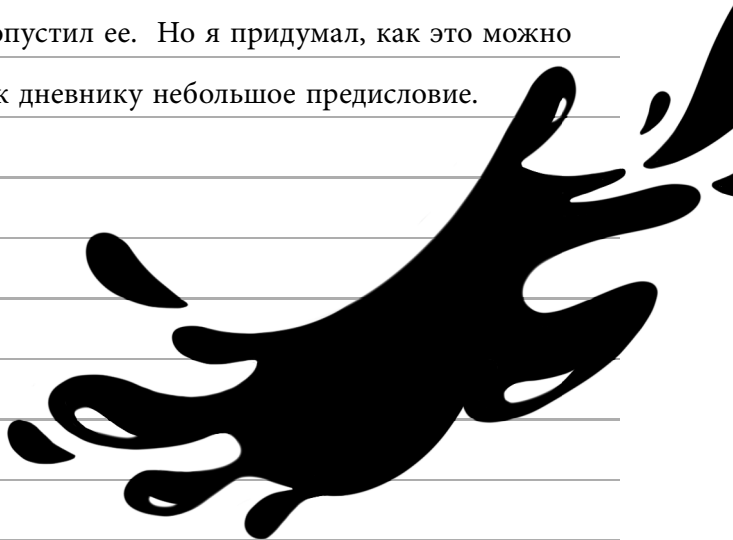 опустил ее. Но я придумал, как это можно
к дневнику небольшое предисловие.